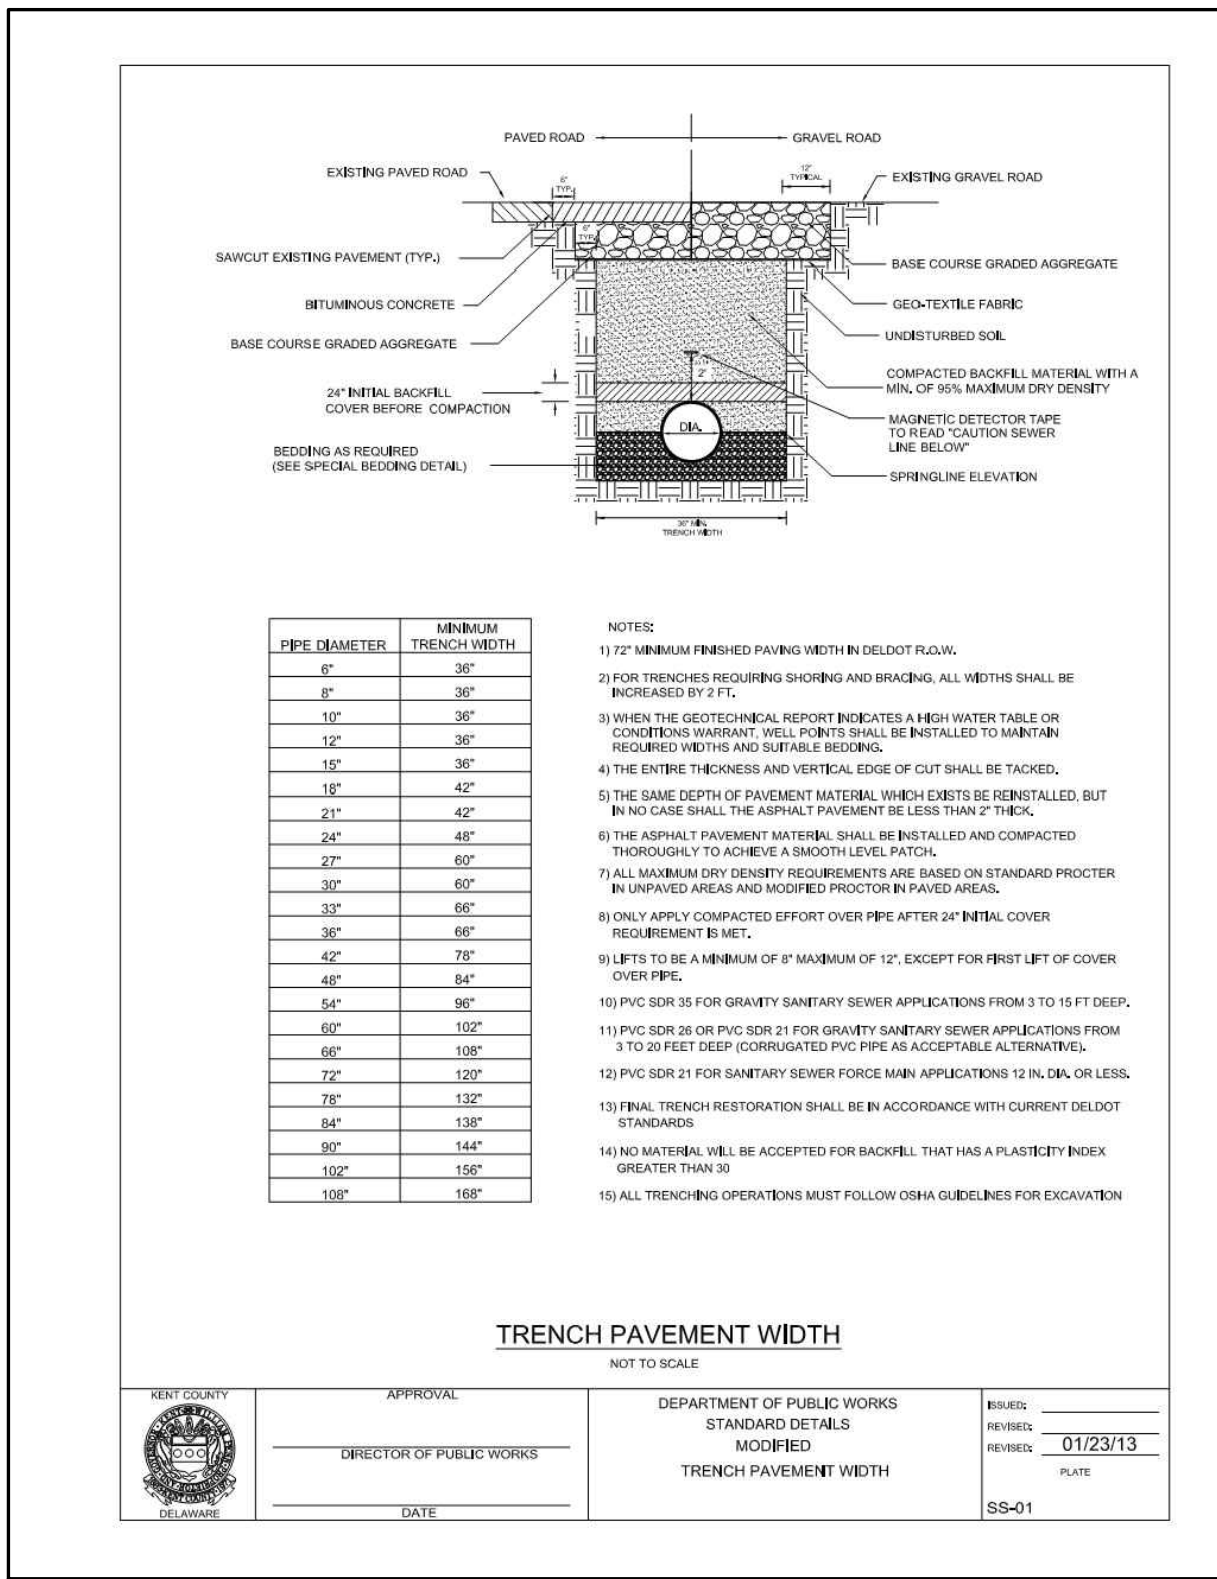 PAVED ROAD
GRAVEL ROAD
EXISTING PAVED ROAD
6"
TYP.
12"
TYPICAL
EXISTING GRAVEL ROAD
6"
TYP.
SAWCUT EXISTING PAVEMENT (TYP.)
BASE COURSE GRADED AGGREGATE
BITUMINOUS CONCRETE
GEO-TEXTILE FABRIC
BASE COURSE GRADED AGGREGATE
UNDISTURBED SOIL
2"
COMPACTED BACKFILL MATERIAL WITH A
MIN. OF 95% MAXIMUM DRY DENSITY
24" INITIAL BACKFILL
COVER BEFORE COMPACTION
MAGNETIC DETECTOR TAPE
TO READ "CAUTION SEWER
LINE BELOW"
DIA.
BEDDING AS REQUIRED
(SEE SPECIAL BEDDING DETAIL)
SPRINGLINE ELEVATION
36" MIN.
TRENCH WIDTH
PIPE DIAMETER MINIMUM
TRENCH WIDTH
6" 36"
8" 36"
10" 36"
12" 36"
15" 36"
18" 42"
21" 42"
24" 48"
27" 60"
30" 60"
33" 66"
36" 66"
42" 78"
48" 84"
54" 96"
60" 102"
66" 108"
72" 120"
78" 132"
84" 138"
90" 144"
102" 156"
108" 168"
NOTES:
1) 72" MINIMUM FINISHED PAVING WIDTH IN DELDOT R.O.W.
2) FOR TRENCHES REQUIRING SHORING AND BRACING, ALL WIDTHS SHALL BE
INCREASED BY 2 FT.
3) WHEN THE GEOTECHNICAL REPORT INDICATES A HIGH WATER TABLE OR
CONDITIONS WARRANT, WELL POINTS SHALL BE INSTALLED TO MAINTAIN
REQUIRED WIDTHS AND SUITABLE BEDDING.
4) THE ENTIRE THICKNESS AND VERTICAL EDGE OF CUT SHALL BE TACKED.
5) THE SAME DEPTH OF PAVEMENT MATERIAL WHICH EXISTS BE REINSTALLED, BUT
IN NO CASE SHALL THE ASPHALT PAVEMENT BE LESS THAN 2" THICK.
6) THE ASPHALT PAVEMENT MATERIAL SHALL BE INSTALLED AND COMPACTED
THOROUGHLY TO ACHIEVE A SMOOTH LEVEL PATCH.
7) ALL MAXIMUM DRY DENSITY REQUIREMENTS ARE BASED ON STANDARD PROCTER
IN UNPAVED AREAS AND MODIFIED PROCTOR IN PAVED AREAS.
8) ONLY APPLY COMPACTED EFFORT OVER PIPE AFTER 24" INITIAL COVER
REQUIREMENT IS MET.
9) LIFTS TO BE A MINIMUM OF 8" MAXIMUM OF 12", EXCEPT FOR FIRST LIFT OF COVER
OVER PIPE.
10) PVC SDR 35 FOR GRAVITY SANITARY SEWER APPLICATIONS FROM 3 TO 15 FT DEEP.
11) PVC SDR 26 OR PVC SDR 21 FOR GRAVITY SANITARY SEWER APPLICATIONS FROM
3 TO 20 FEET DEEP (CORRUGATED PVC PIPE AS ACCEPTABLE ALTERNATIVE).
12) PVC SDR 21 FOR SANITARY SEWER FORCE MAIN APPLICATIONS 12 IN. DIA. OR LESS.
13) FINAL TRENCH RESTORATION SHALL BE IN ACCORDANCE WITH CURRENT DELDOT
STANDARDS
14) NO MATERIAL WILL BE ACCEPTED FOR BACKFILL THAT HAS A PLASTICITY INDEX
GREATER THAN 30
15) ALL TRENCHING OPERATIONS MUST FOLLOW OSHA GUIDELINES FOR EXCAVATION
TRENCH PAVEMENT WIDTH
NOT TO SCALE
KENT COUNTY
DELAWARE
APPROVAL
DIRECTOR OF PUBLIC WORKS
DATE
DEPARTMENT OF PUBLIC WORKS
STANDARD DETAILS
MODIFIED
TRENCH PAVEMENT WIDTH
ISSUED:
REVISED:
REVISED: 01/23/13
PLATE
SS-01